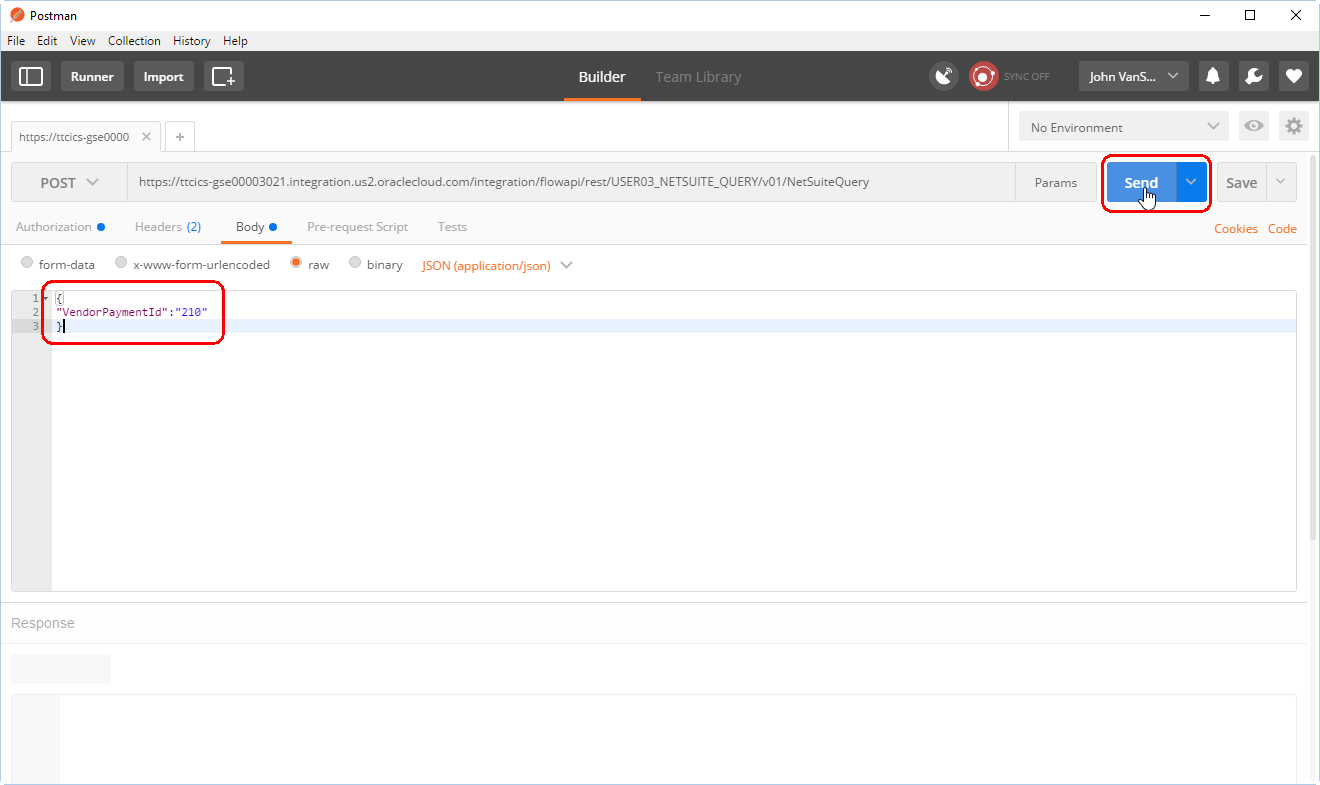 Postman
File Edit View Collection History Help
Runner Import Builder Team Library SYNC OFF John VanS...
https://ttcics-gse0000 × + No Environment
POST https://ttcics-gse00003021.integration.us2.oraclecloud.com/integration/flowapi/rest/USER03_NETSUITE_QUERY/v01/NetSuiteQuery Params Send Save
Authorization Headers (2) Body Pre-request Script Tests Cookies Code
form-data x-www-form-urlencoded raw binary JSON (application/json)
1 {
2 "VendorPaymentId":"210"
3 }
Response